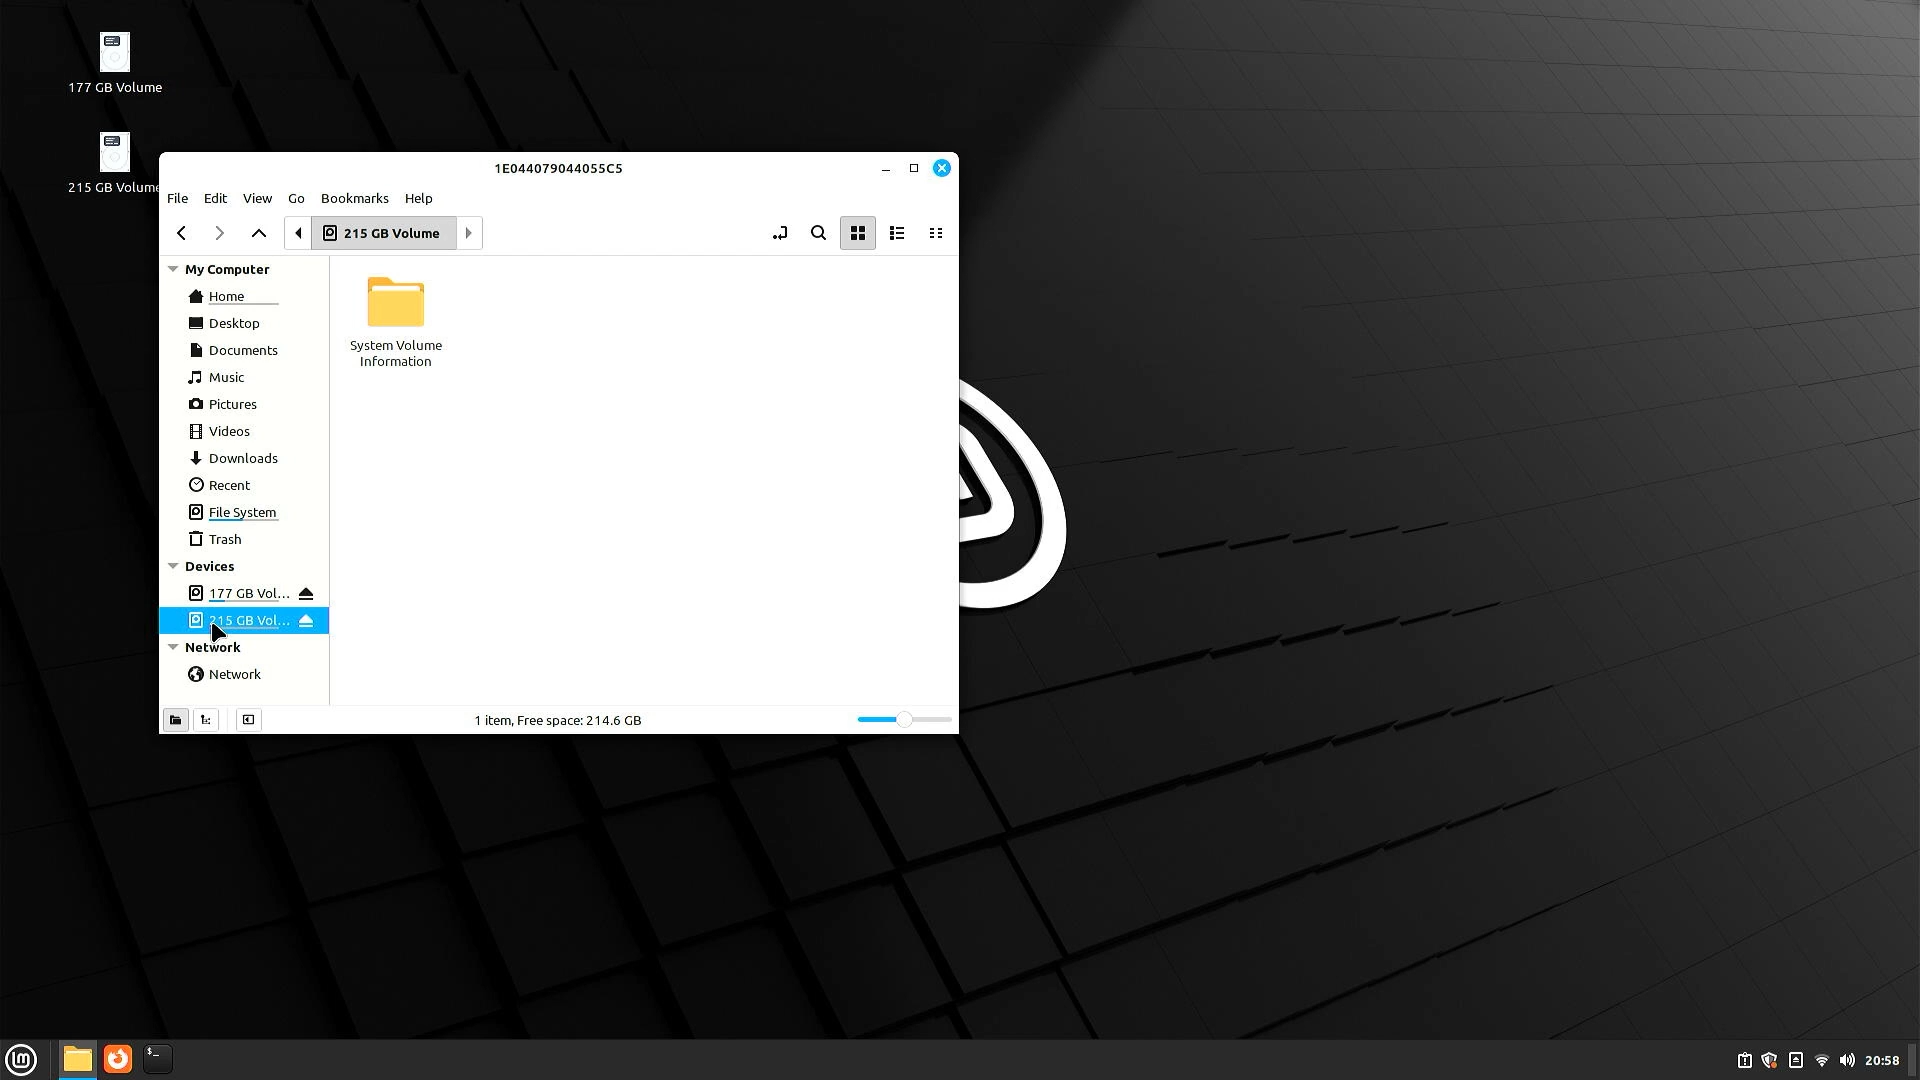 177 GB Volume
215 GB Volume
1E044079044055C5
File Edit View Go Bookmarks Help
215 GB Volume
My Computer
Home
Desktop
Documents
Music
Pictures
Videos
Downloads
Recent
File System
Trash
Devices
177 GB Vol...
215 GB Vol...
Network
Network
System Volume
Information
1 item, Free space: 214.6 GB
20:58